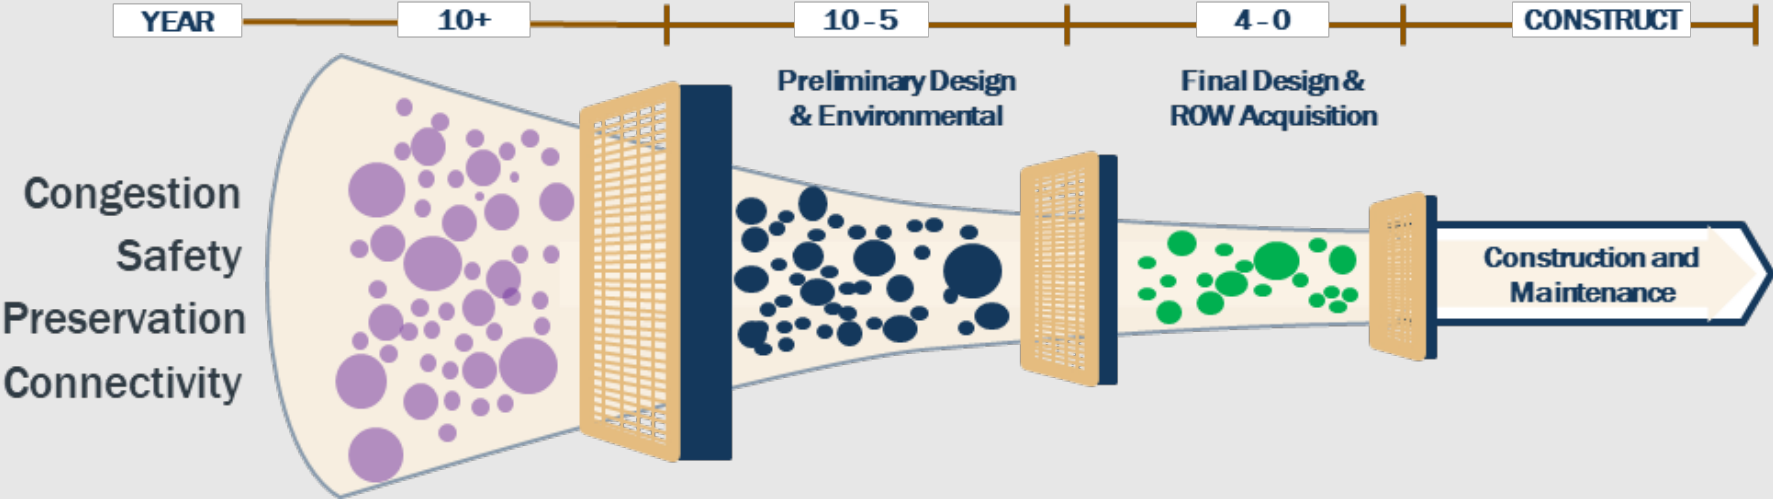 YEAR
10+
10-5
4-0
CONSTRUCT
Preliminary Design
& Environmental
Final Design &
ROW Acquisition
Congestion
Safety
Preservation
Connectivity
Construction and
Maintenance